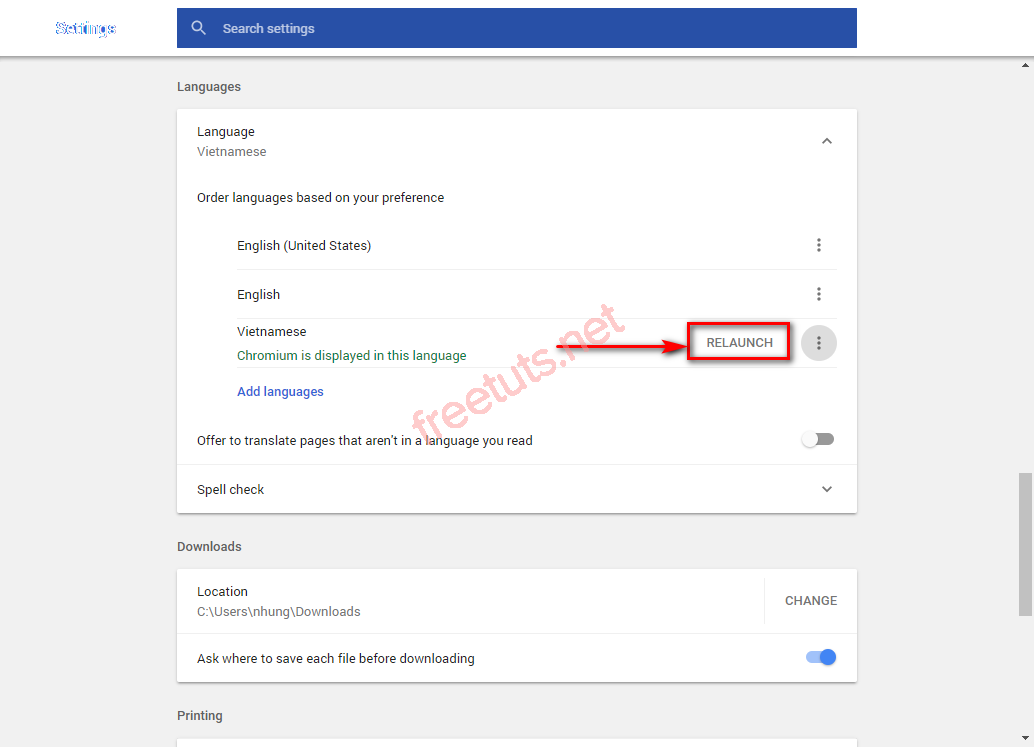 Settings
Search settings
Languages
Language
Vietnamese
Order languages based on your preference
English (United States)
English
Vietnamese
Chromium is displayed in this language
RELAUNCH
Add languages
freetuts.net
Offer to translate pages that aren't in a language you read
Spell check
Downloads
Location
C:\Users\nhung\Downloads
CHANGE
Ask where to save each file before downloading
Printing